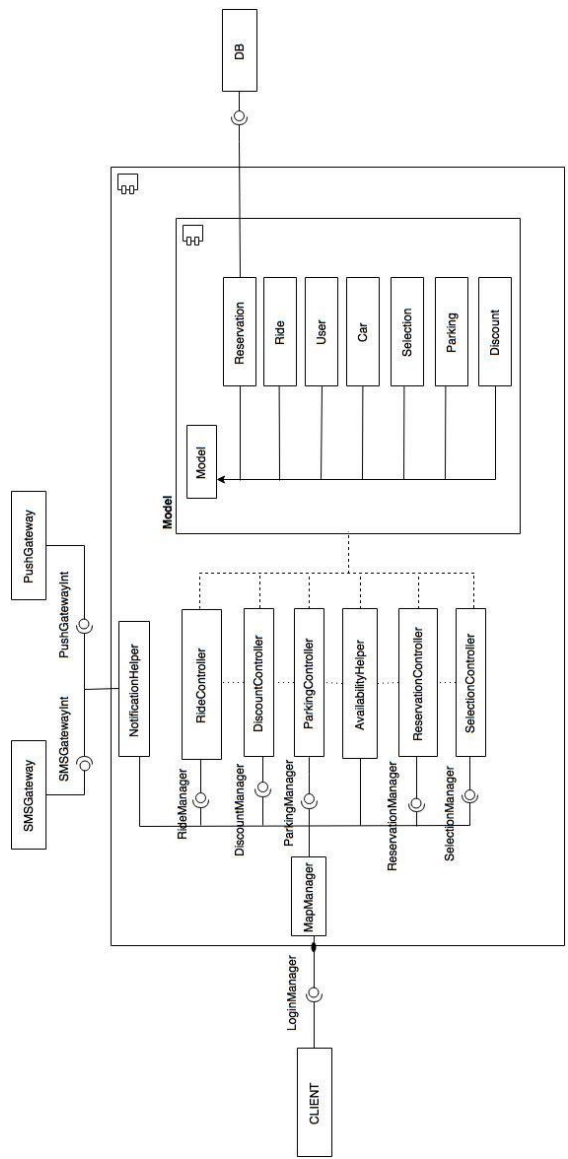 SMSGateway
PushGateway
SMSGatewayInt
PushGatewayInt
NotificationHelper
CLIENT
LoginManager
MapManager
RideManager
DiscountManager
ParkingManager
ReservationManager
SelectionManager
RideController
DiscountController
ParkingController
AvailabilityHelper
ReservationController
SelectionController
Model
Model
Reservation
Ride
User
Car
Selection
Parking
Discount
DB